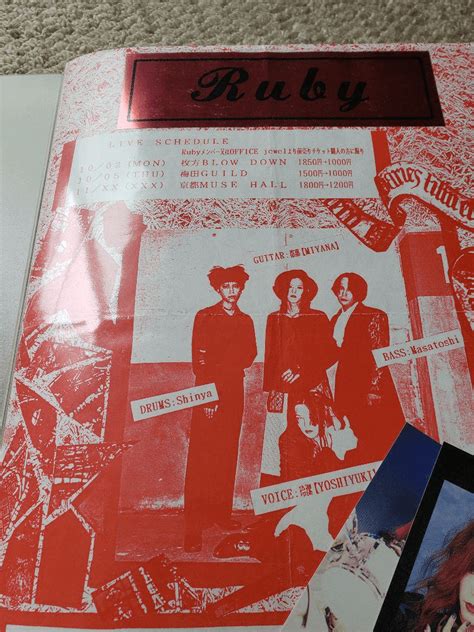 Ruby
LIVE SCHEDULE
RubyメンバーX又はOFFICE jewelより前売りチケット購入の方に限り
10/02 (MON) 枚方BLOW DOWN 1850円→1000円
10/05 (THU) 梅田GUILD 1500円→1000円
11/XX (XXX) 京都MUSE HALL 1800円→1200円
GUITAR: 【MIYANA】
BASS:Masatoshi
DRUMS:Shinya
VOICE: 【YOSHIYUKI】